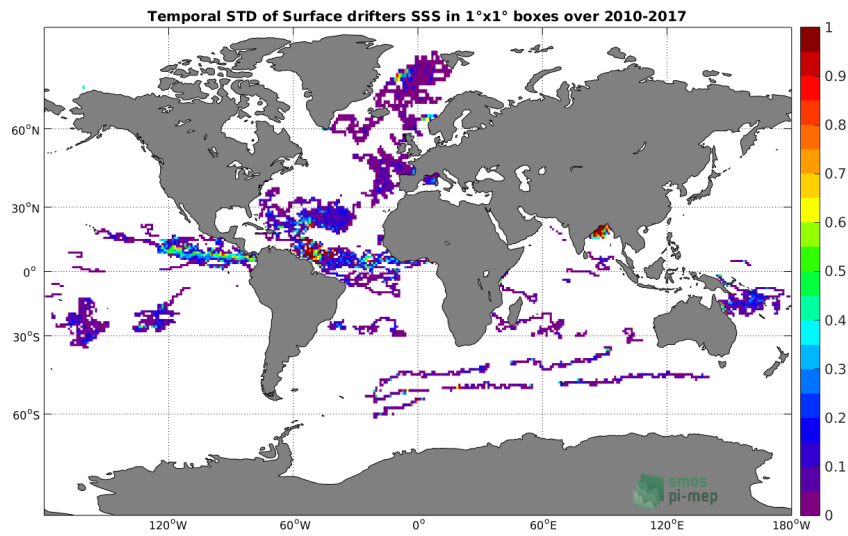 Temporal STD of Surface drifters SSS in 1°x1° boxes over 2010-2017
1
0.9
0.8
0.7
0.6
0.5
0.4
0.3
0.2
0.1
0
60°N
30°N
0°
30°S
60°S
120°W
60°W
0°
60°E
120°E
180°W
smos
pi-mep